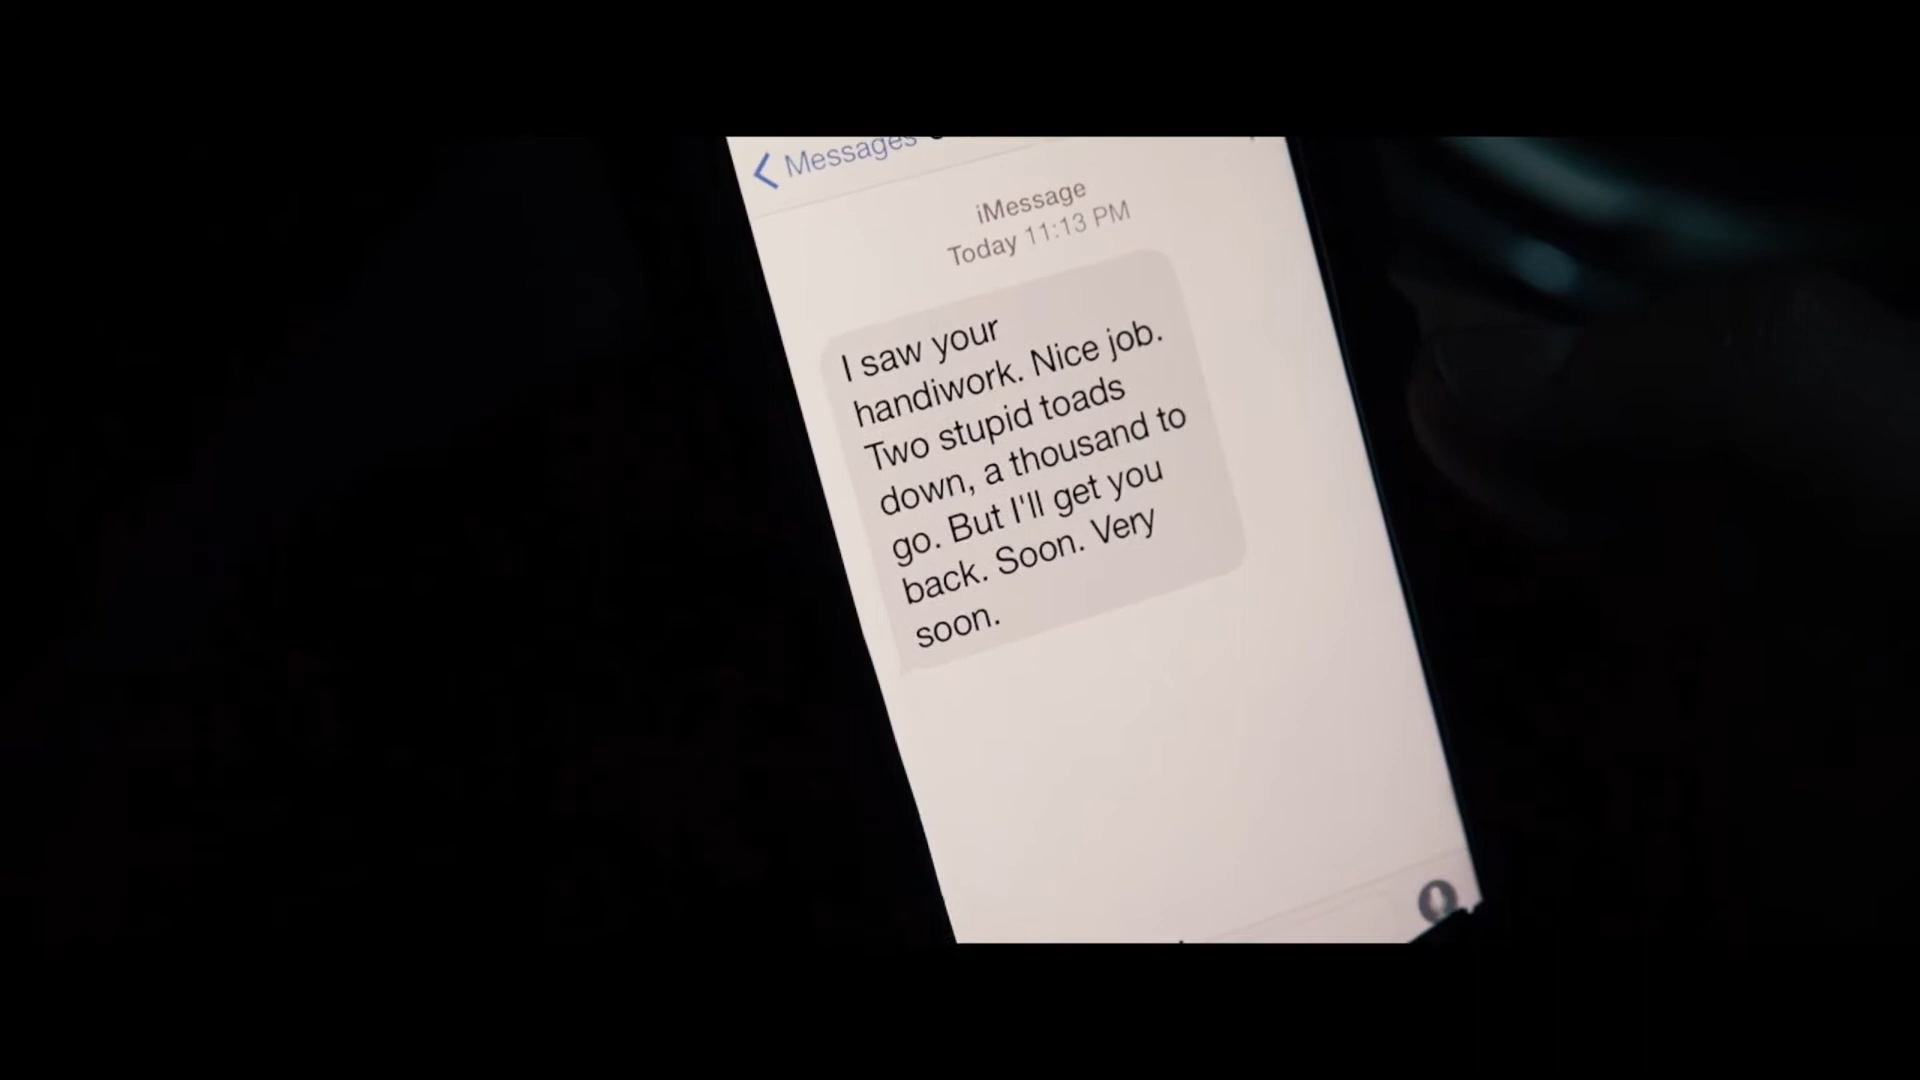 Messages
iMessage
Today 11:13 PM
I saw your
handiwork. Nice job.
Two stupid toads
down, a thousand to
go. But I'll get you
back. Soon. Very
soon.